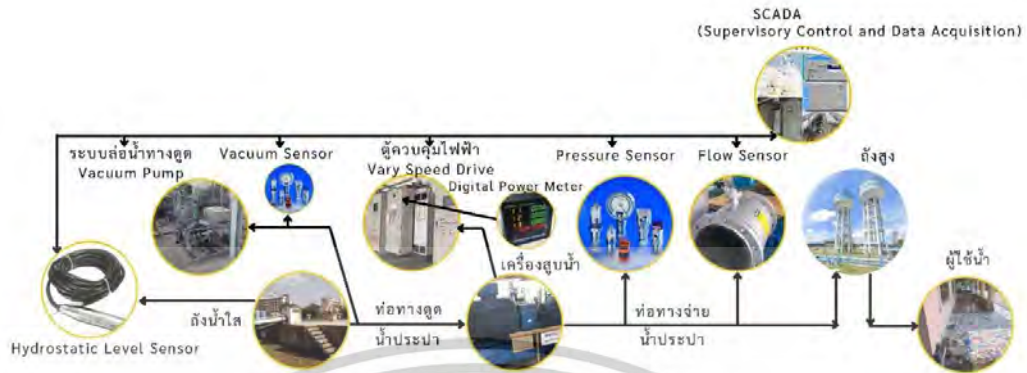 SCADA
(Supervisory Control and Data Acquisition)
ระบบล่อน้ำทางดูด
Vacuum Pump
Vacuum Sensor
ตู้ควบคุมไฟฟ้า
Vary Speed Drive
Digital Power Meter
Pressure Sensor
Flow Sensor
ถังสูง
เครื่องสูบน้ำ
ผู้ใช้น้ำ
ถังน้ำใส
ท่อทางดูด
น้ำประปา
ท่อทางจ่าย
น้ำประปา
Hydrostatic Level Sensor